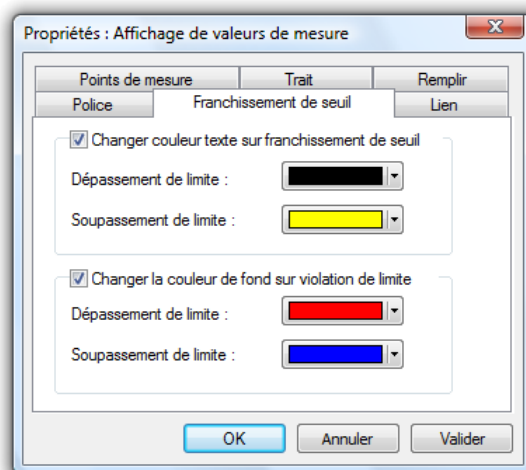 Propriétés : Affichage de valeurs de mesure
Points de mesure Trait Remplir
Police Franchissement de seuil Lien
Changer couleur texte sur franchissement de seuil
Dépassement de limite :
Soupassement de limite :
Changer la couleur de fond sur violation de limite
Dépassement de limite :
Soupassement de limite :
OK Annuler Valider